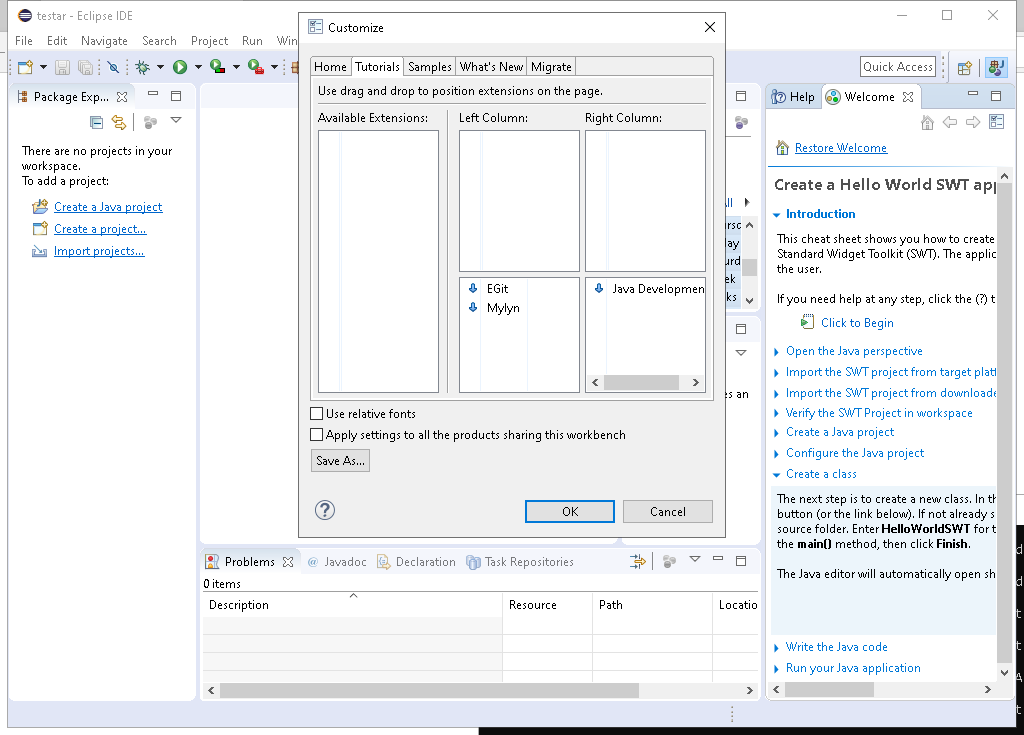 testar - Eclipse IDE
File Edit Navigate Search Project Run Win
Quick Access
Package Exp...
There are no projects in your
workspace.
To add a project:
Create a Java project
Create a project...
Import projects...
Customize
Home Tutorials Samples What's New Migrate
Use drag and drop to position extensions on the page.
Available Extensions: Left Column: Right Column:
EGit
Mylyn
Java Developmen
Use relative fonts
Apply settings to all the products sharing this workbench
Save As...
OK Cancel
es an
Help Welcome
Restore Welcome
Create a Hello World SWT app
Introduction
This cheat sheet shows you how to create
Standard Widget Toolkit (SWT). The applic
the user.
If you need help at any step, click the (?) t
Click to Begin
Open the Java perspective
Import the SWT project from target platf
Import the SWT project from downloade
Verify the SWT Project in workspace
Create a Java project
Configure the Java project
Create a class
The next step is to create a new class. In th
button (or the link below). If not already s
source folder. Enter HelloWorldSWT for t
the main() method, then click Finish.
The Java editor will automatically open sh
Write the Java code
Run your Java application
Problems @ Javadoc Declaration Task Repositories
0 items
Description Resource Path Locatio